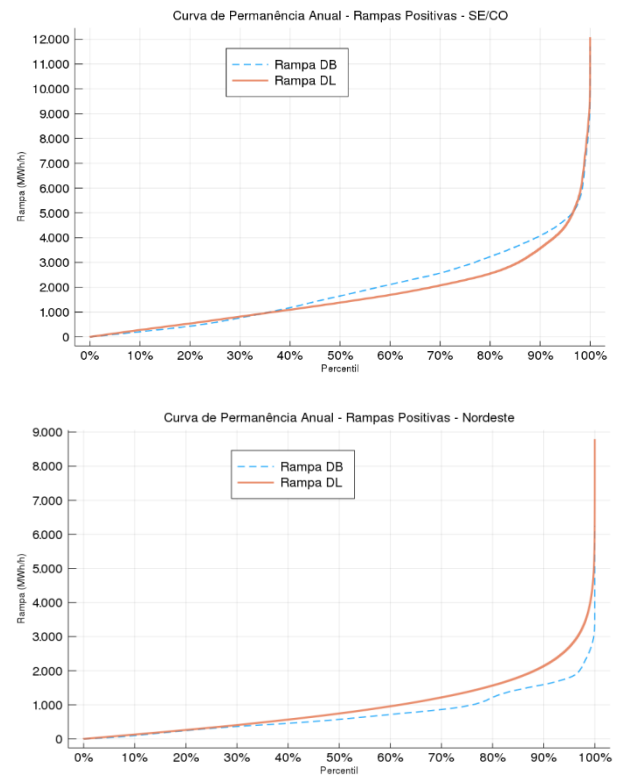 Curva de Permanência Anual - Rampas Positivas - SE/CO
Rampa (MWh/h)
12.000
11.000
10.000
9.000
8.000
7.000
6.000
5.000
4.000
3.000
2.000
1.000
0
Rampa DB
Rampa DL
0% 10% 20% 30% 40% 50% 60% 70% 80% 90% 100%
Percentil
Curva de Permanência Anual - Rampas Positivas - Nordeste
Rampa (MWh/h)
9.000
8.000
7.000
6.000
5.000
4.000
3.000
2.000
1.000
0
Rampa DB
Rampa DL
0% 10% 20% 30% 40% 50% 60% 70% 80% 90% 100%
Percentil